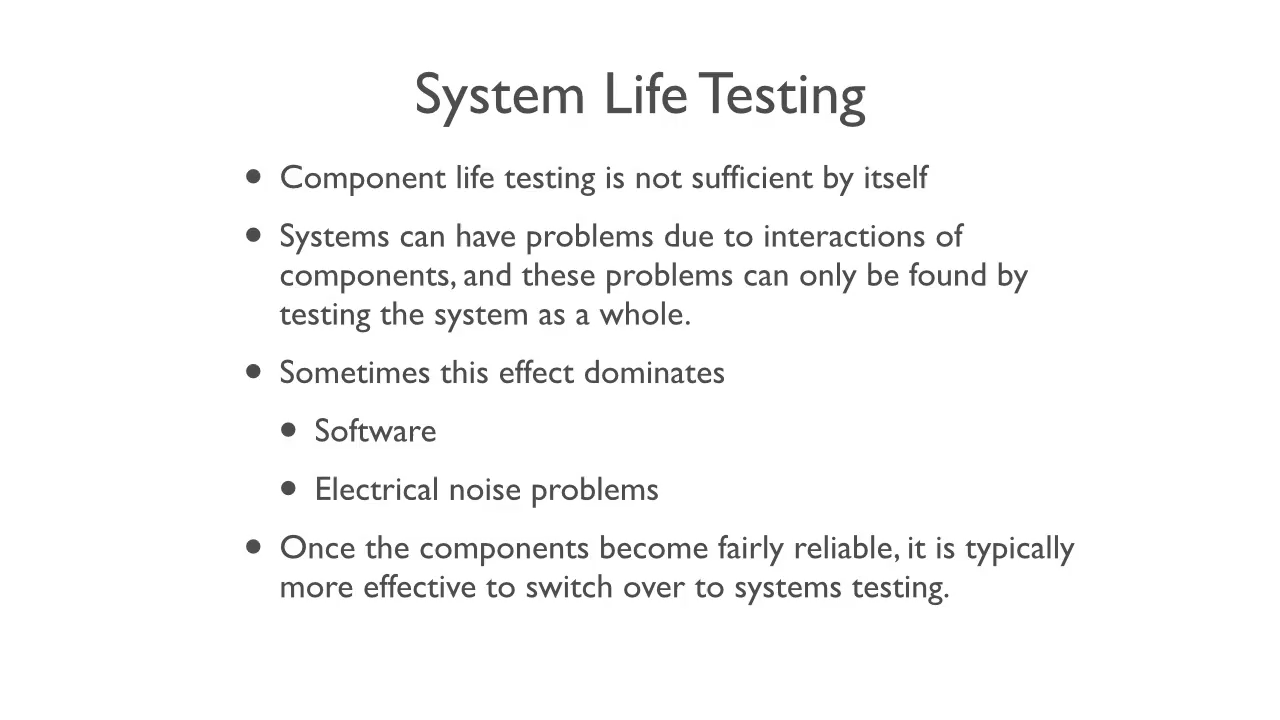 System Life Testing
• Component life testing is not sufficient by itself
• Systems can have problems due to interactions of
components, and these problems can only be found by
testing the system as a whole.
• Sometimes this effect dominates
• Software
• Electrical noise problems
• Once the components become fairly reliable, it is typically
more effective to switch over to systems testing.